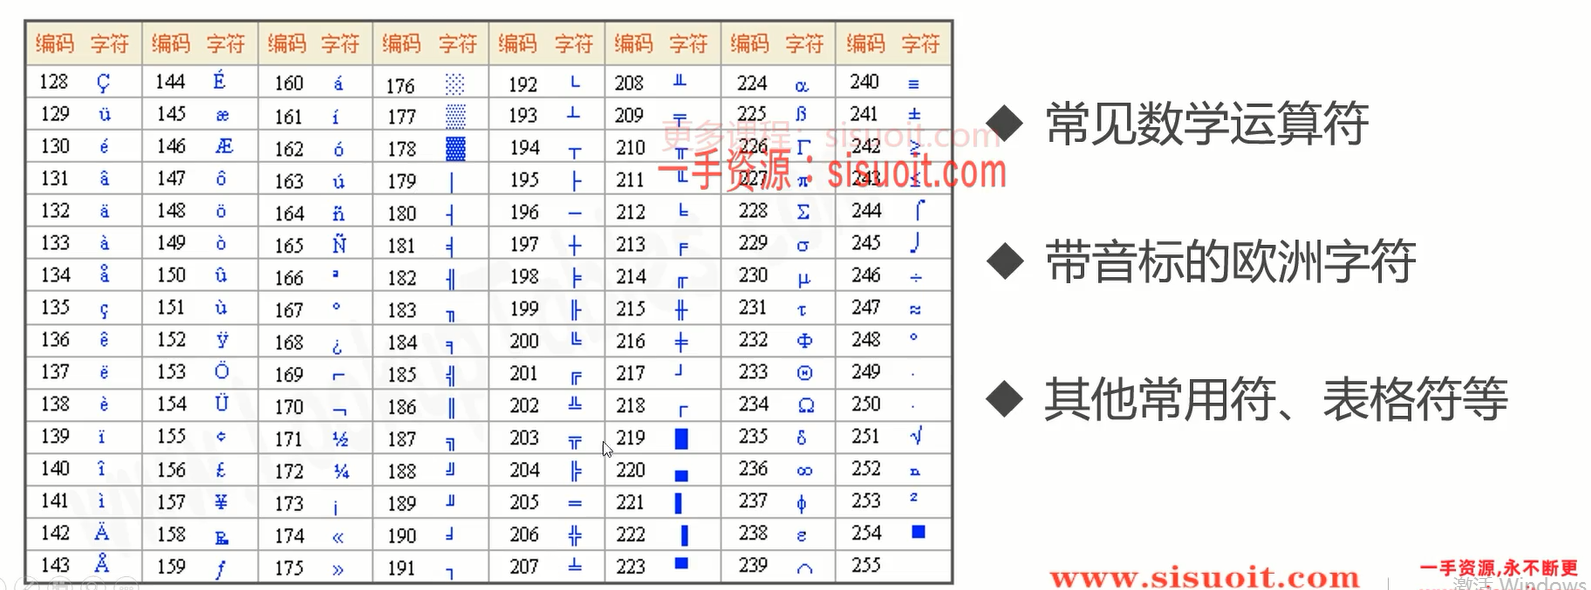 编码 字符 编码 字符 编码 字符 编码 字符 编码 字符 编码 字符 编码 字符 编码 字符
128 Ç 144 É 160 á 176 ░ 192 └ 208 ╨ 224 α 240 ≡
129 ü 145 æ 161 í 177 ▒ 193 ┴ 209 ╤ 225 ß 241 ±
130 é 146 Æ 162 ó 178 ▓ 194 ┬ 210 ╥ 226 Γ 242 ≥
131 â 147 ô 163 ú 179 │ 195 ├ 211 ╙ 227 π 243 ≤
132 ä 148 ö 164 ñ 180 ┤ 196 ─ 212 ╘ 228 Σ 244 ⌠
133 à 149 ò 165 Ñ 181 ╡ 197 ┼ 213 ╒ 229 σ 245 ⌡
134 å 150 û 166 ª 182 ╢ 198 ╞ 214 ╓ 230 µ 246 ÷
135 ç 151 ù 167 º 183 ╖ 199 ╟ 215 ╫ 231 τ 247 ≈
136 ê 152 ÿ 168 ¿ 184 ╕ 200 ╚ 216 ╪ 232 Φ 248 °
137 ë 153 Ö 169 ⌐ 185 ╣ 201 ╔ 217 ┘ 233 Θ 249 ∙
138 è 154 Ü 170 ¬ 186 ║ 202 ╩ 218 ┌ 234 Ω 250 ·
139 ï 155 ¢ 171 ½ 187 ╗ 203 ╦ 219 █ 235 δ 251 √
140 î 156 £ 172 ¼ 188 ╝ 204 ╠ 220 ▄ 236 ∞ 252 ⁿ
141 ì 157 ¥ 173 ¡ 189 ╜ 205 ═ 221 ▌ 237 φ 253 ²
142 Ä 158 ₧ 174 « 190 ╛ 206 ╬ 222 ▐ 238 ε 254 ■
143 Å 159 ƒ 175 » 191 ┐ 207 ╧ 223 ▀ 239 ∩ 255
更多课程：sisuoit.com
一手资源：sisuoit.com
◆ 常见数学运算符
◆ 带音标的欧洲字符
◆ 其他常用符、表格符等
www.sisuoit.com
一手资源,永不断更
激活 Windows